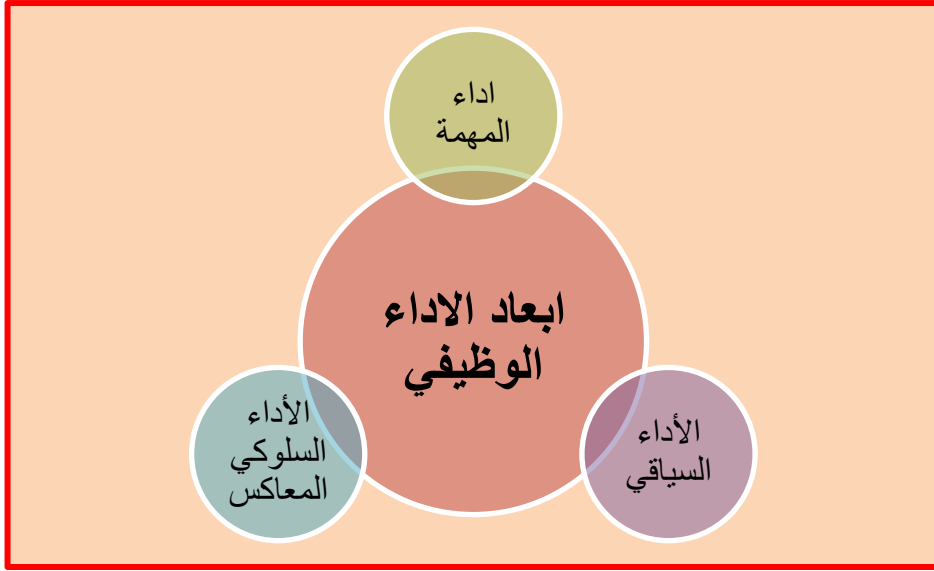 اداء
المهمة
ابعاد الاداء
الوظيفي
الأداء
السياقي
الأداء
السلوكي
المعاكس